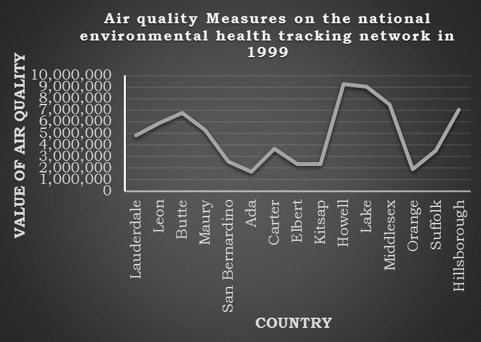 Air quality Measures on the national
environmental health tracking network in
1999
VALUE OF AIR QUALITY
10,000,000
9,000,000
8,000,000
7,000,000
6,000,000
5,000,000
4,000,000
3,000,000
2,000,000
1,000,000
0
Lauderdale
Leon
Butte
Maury
San Bernardino
Ada
Carter
Elbert
Kitsap
Howell
Lake
Middlesex
Orange
Suffolk
Hillsborough
COUNTRY